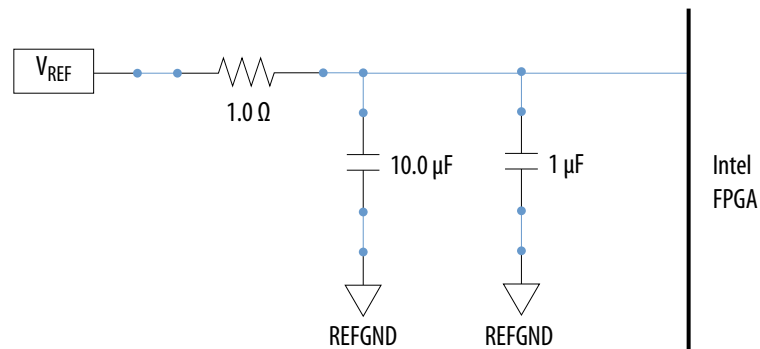 VREF
1.0 Ω
10.0 µF
1 µF
Intel
FPGA
REFGND
REFGND